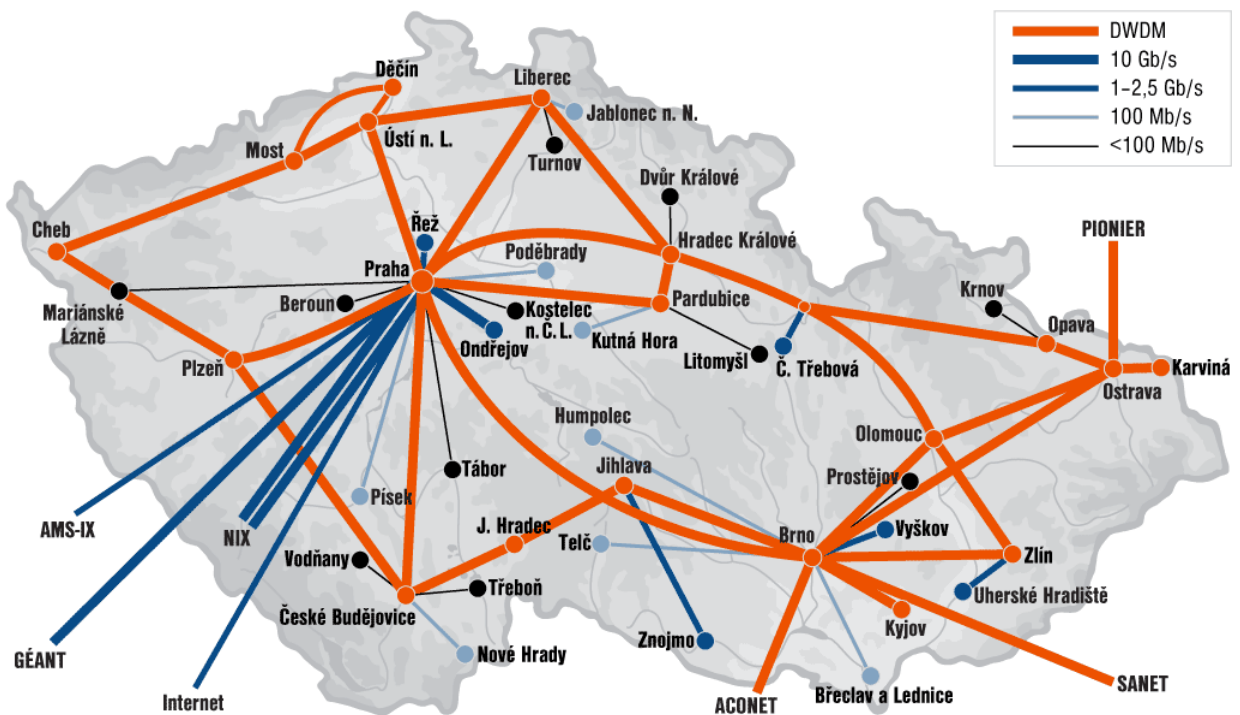 DWDM
10 Gb/s
1–2,5 Gb/s
100 Mb/s
<100 Mb/s
Děčín
Liberec
Jablonec n. N.
Ústí n. L.
Most
Turnov
Dvůr Králové
Cheb
Řež
Hradec Králové
PIONIER
Poděbrady
Praha
Mariánské
Lázně
Beroun
Kostelec
n. Č. L.
Pardubice
Krnov
Opava
Ondřejov
Kutná Hora
Litomyšl
Č. Třebová
Plzeň
Ostrava
Karviná
Humpolec
Olomouc
Tábor
Jihlava
Prostějov
Písek
AMS-IX
NIX
J. Hradec
Telč
Brno
Vyškov
Zlín
Vodňany
Třeboň
Uherské Hradiště
České Budějovice
Kyjov
GÉANT
Nové Hrady
Znojmo
Internet
ACONET
Břeclav a Lednice
SANET